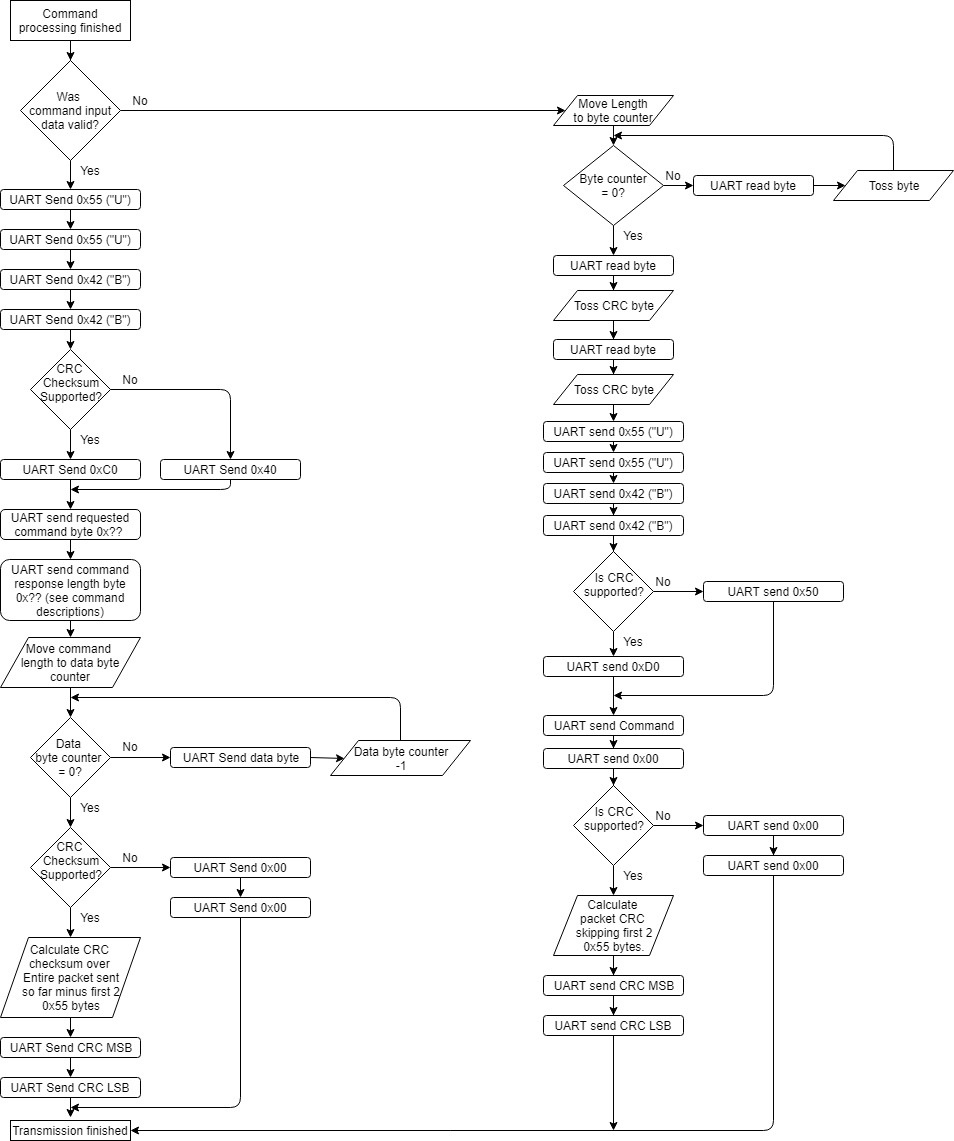 Command
processing finished
Was
command input
data valid?
No
Yes
UART Send 0x55 ("U")
UART Send 0x55 ("U")
UART Send 0x42 ("B")
UART Send 0x42 ("B")
CRC
Checksum
Supported?
No
Yes
UART Send 0xC0
UART Send 0x40
UART send requested
command byte 0x??
UART send command
response length byte
0x?? (see command
descriptions)
Move command
length to data byte
counter
Data
byte counter
= 0?
No
UART Send data byte
Data byte counter
-1
Yes
CRC
Checksum
Supported?
No
UART Send 0x00
UART Send 0x00
Yes
Calculate CRC
checksum over
Entire packet sent
so far minus first 2
0x55 bytes
UART Send CRC MSB
UART Send CRC LSB
Transmission finished
Move Length
to byte counter
Byte counter
= 0?
No
UART read byte
Toss byte
Yes
UART read byte
Toss CRC byte
UART read byte
Toss CRC byte
UART send 0x55 ("U")
UART send 0x55 ("U")
UART send 0x42 ("B")
UART send 0x42 ("B")
Is CRC
supported?
No
UART send 0x50
Yes
UART send 0xD0
UART send Command
UART send 0x00
Is CRC
supported?
No
UART send 0x00
UART send 0x00
Yes
Calculate
packet CRC
skipping first 2
0x55 bytes.
UART send CRC MSB
UART send CRC LSB